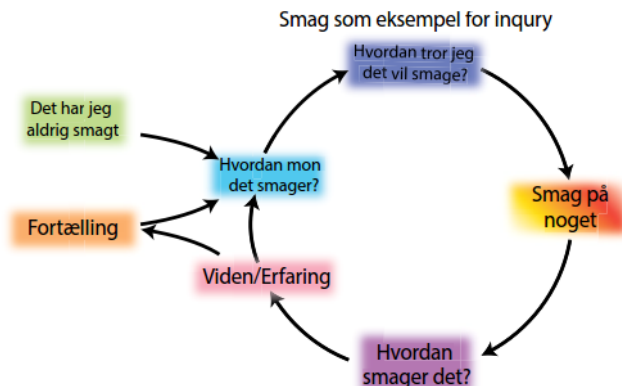 Smag som eksempel for inqury
Hvordan tror jeg
det vil smage?
Det har jeg
aldrig smagt
Hvordan mon
det smager?
Smag på
noget
Fortælling
Viden/Erfaring
Hvordan
smager det?